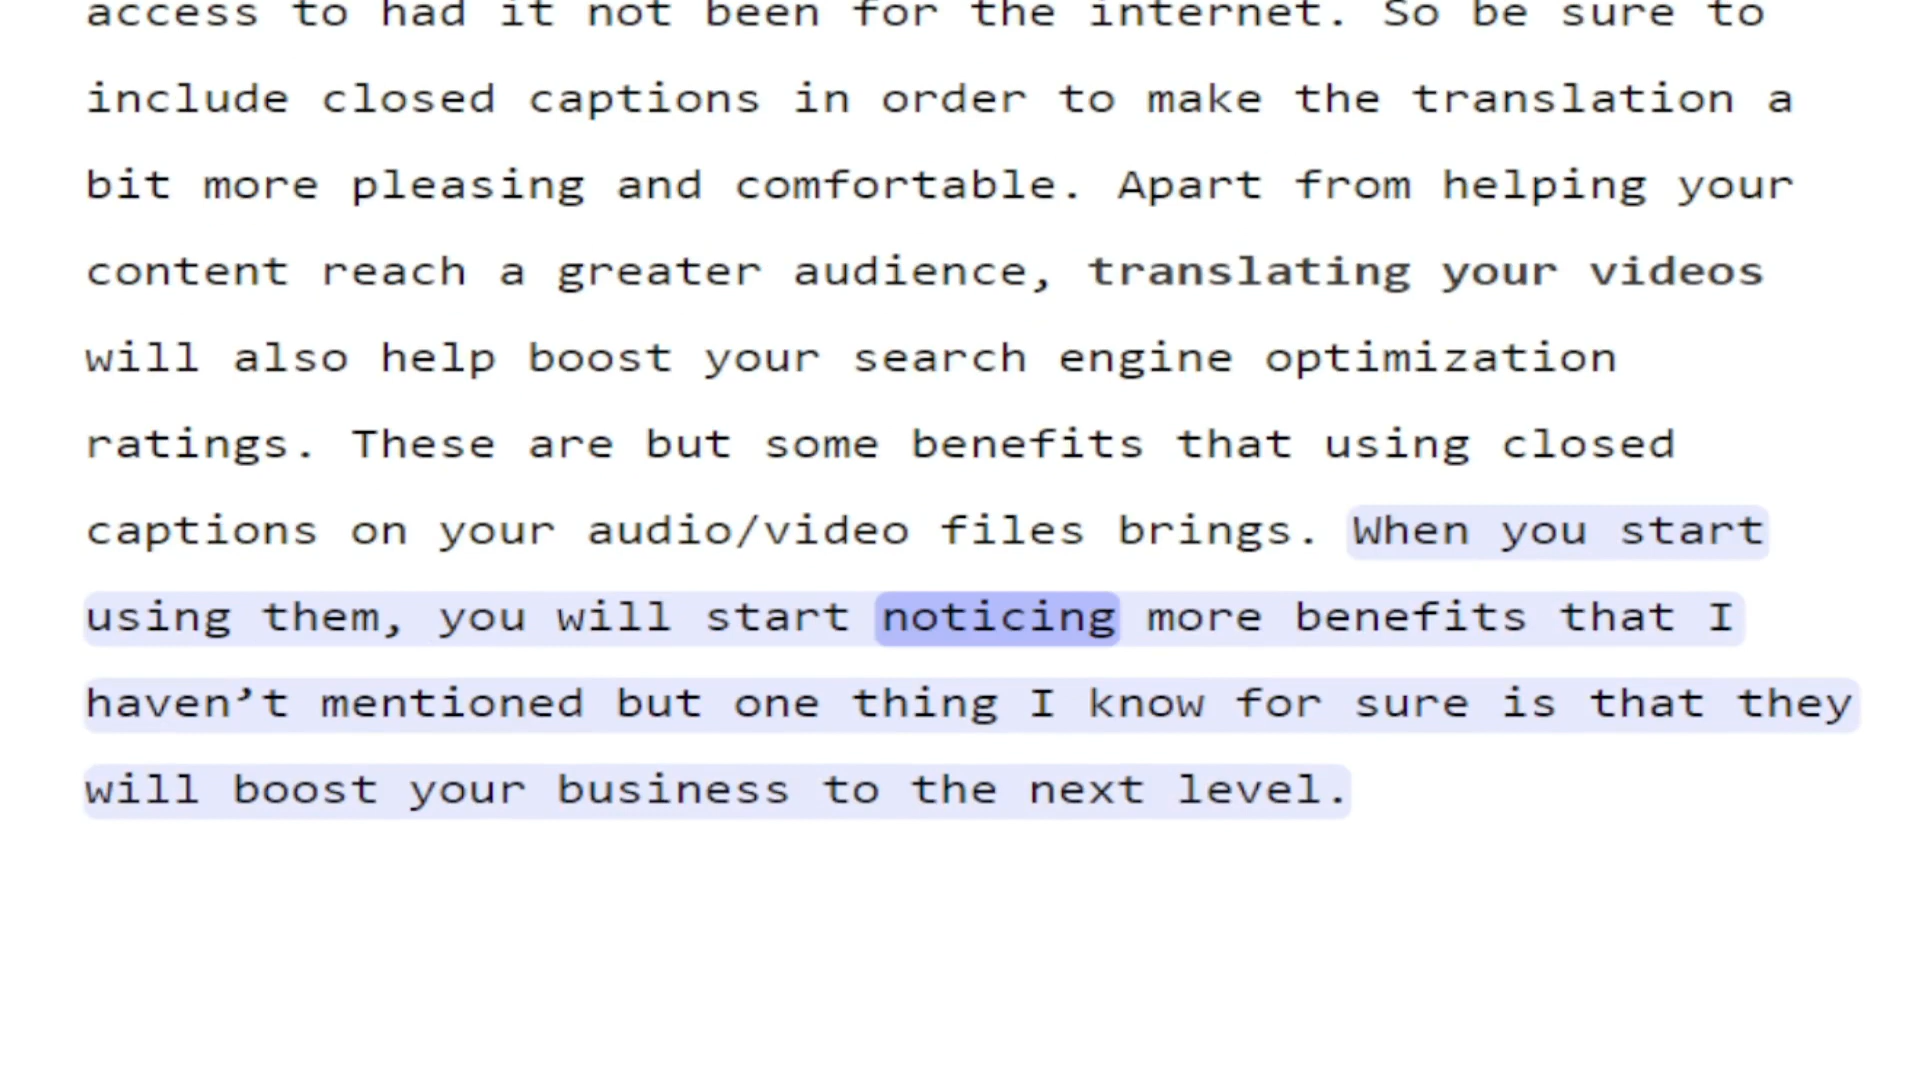 access to had it not been for the internet. So be sure to
include closed captions in order to make the translation a
bit more pleasing and comfortable. Apart from helping your
content reach a greater audience, translating your videos
will also help boost your search engine optimization
ratings. These are but some benefits that using closed
captions on your audio/video files brings. When you start
using them, you will start noticing more benefits that I
haven’t mentioned but one thing I know for sure is that they
will boost your business to the next level.